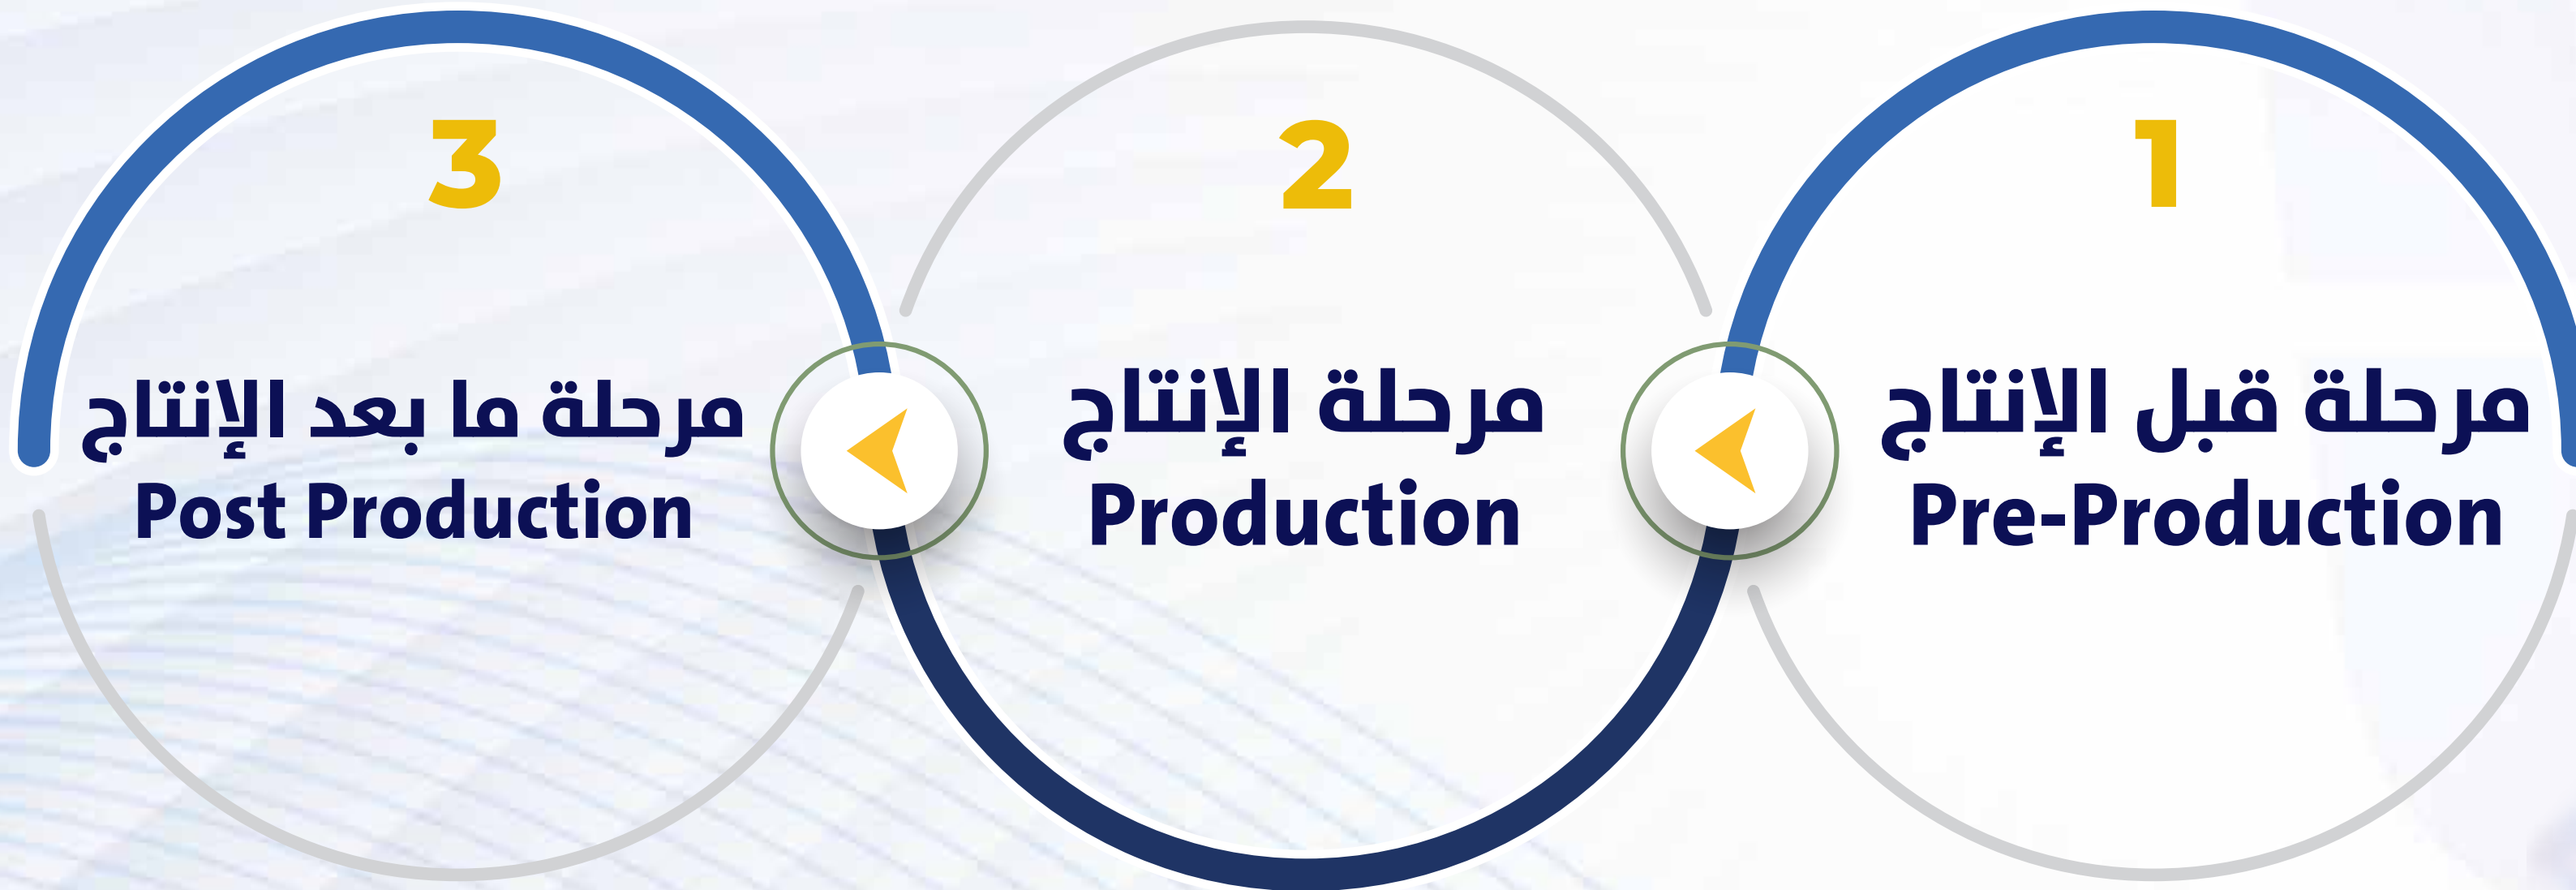 1
مرحلة قبل الإنتاج
Pre-Production
2
مرحلة الإنتاج
Production
3
مرحلة ما بعد الإنتاج
Post Production